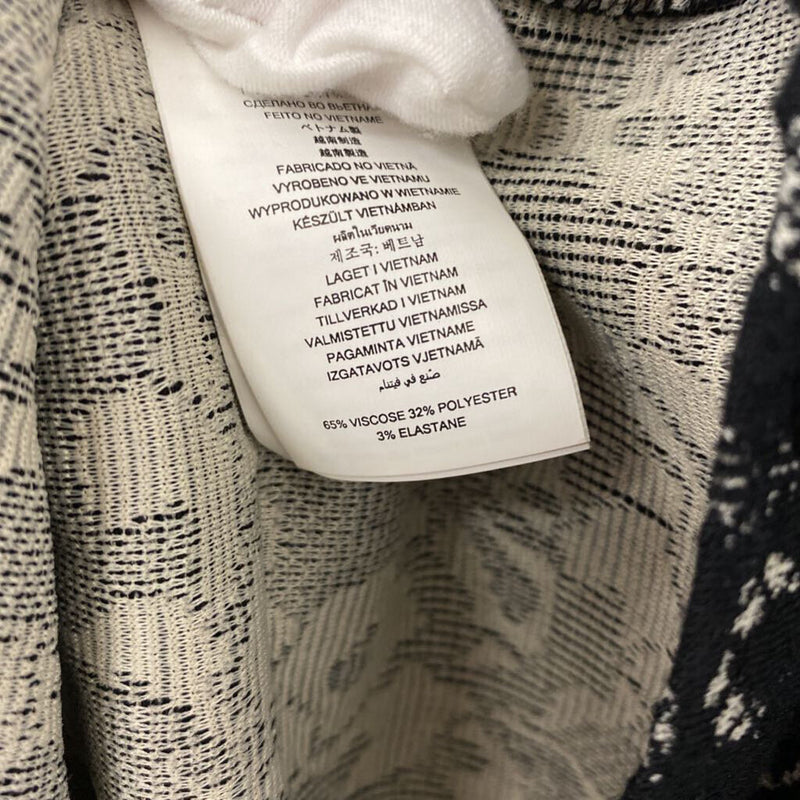 СДЕЛАНО ВО ВЬЕТНА
FEITO NO VIETNAME
ベトナム製
越南制造
越南製造
FABRICADO NO VIETNÃ
VYROBENO VE VIETNAMU
WYPRODUKOWANO W WIETNAMIE
KÉSZÜLT VIETNÁMBAN
ผลิตในเวียดนาม
제조국: 베트남
LAGET I VIETNAM
FABRICAT ÎN VIETNAM
TILLVERKAD I VIETNAM
VALMISTETTU VIETNAMISSA
PAGAMINTA VIETNAME
IZGATAVOTS VJETNAMĀ
صنع في فيتنام
65% VISCOSE 32% POLYESTER
3% ELASTANE